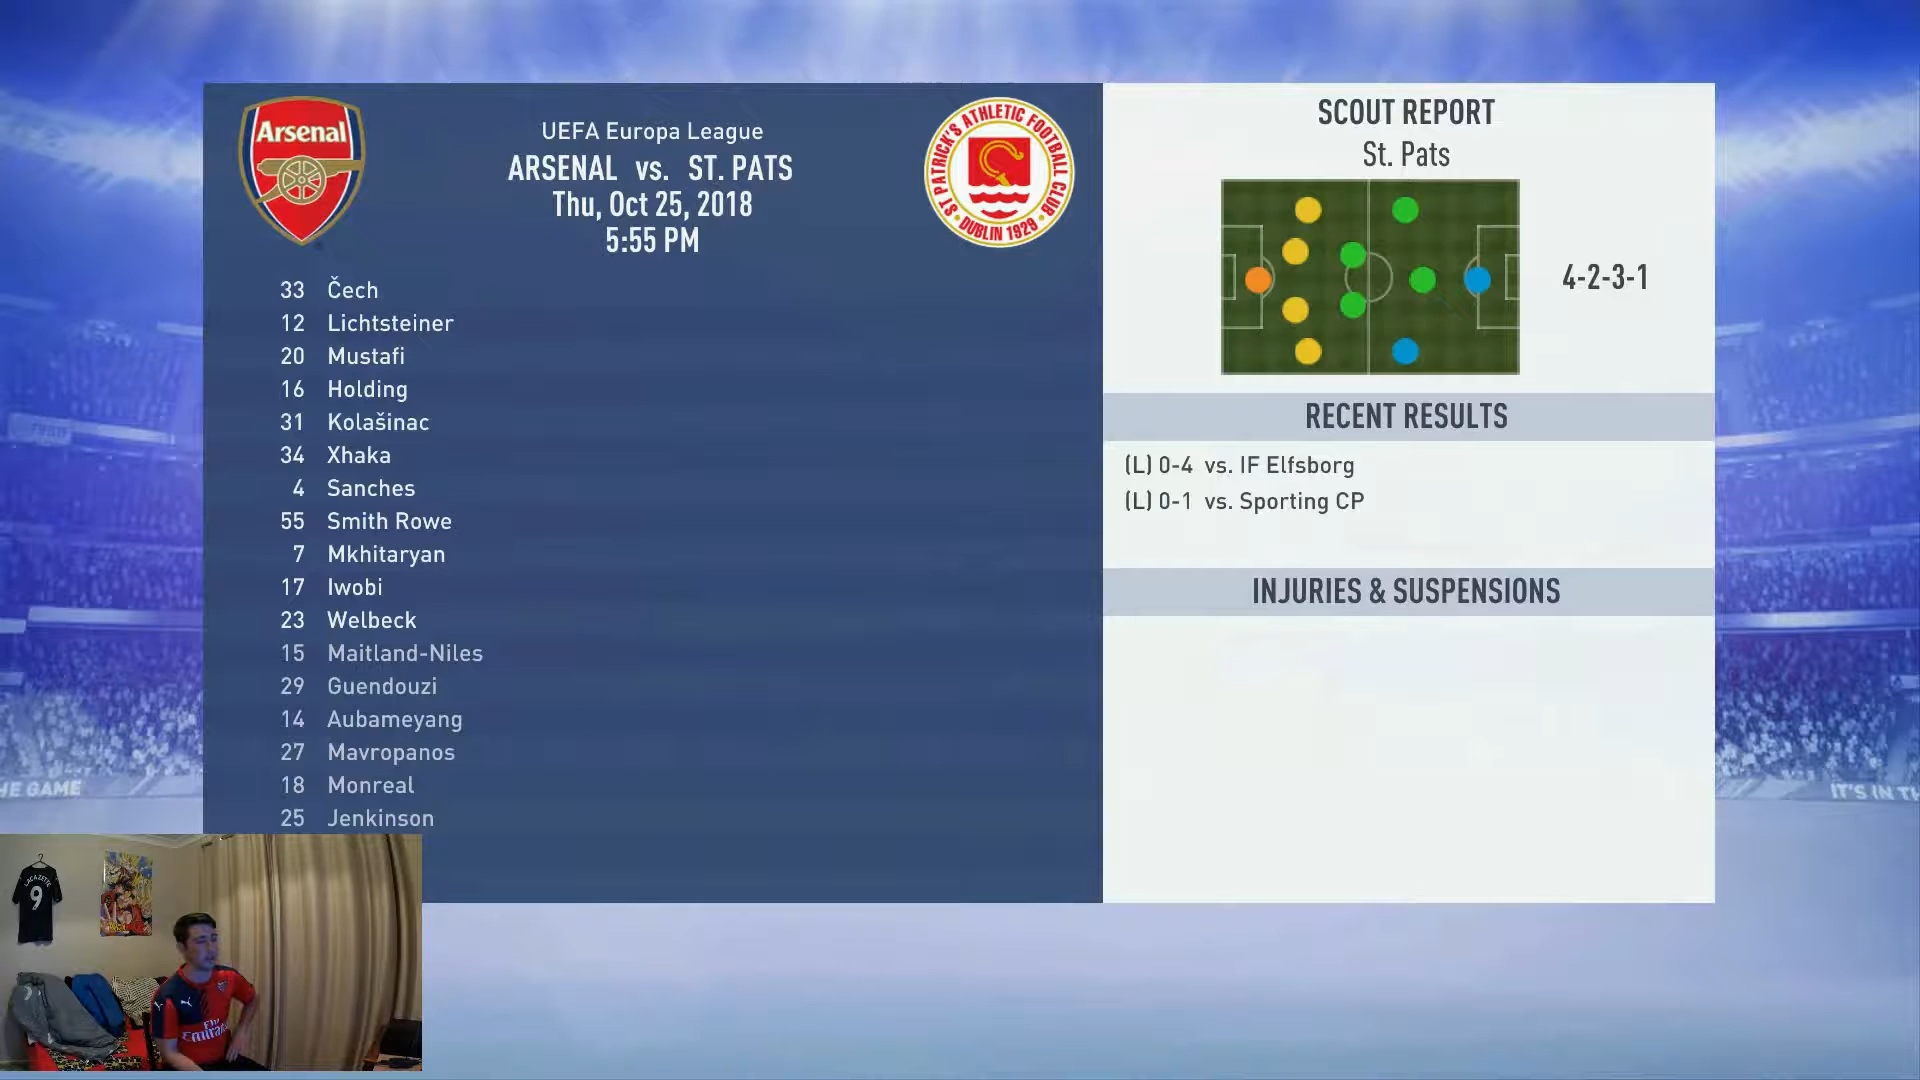 Arsenal
UEFA Europa League
ARSENAL vs. ST. PATS
Thu, Oct 25, 2018
5:55 PM
ST PATRICK'S ATHLETIC FOOTBALL CLUB
DUBLIN 1929
33 Čech
12 Lichtsteiner
20 Mustafi
16 Holding
31 Kolašinac
34 Xhaka
4 Sanches
55 Smith Rowe
7 Mkhitaryan
17 Iwobi
23 Welbeck
15 Maitland-Niles
29 Guendouzi
14 Aubameyang
27 Mavropanos
18 Monreal
25 Jenkinson
SCOUT REPORT
St. Pats
4-2-3-1
RECENT RESULTS
(L) 0-4 vs. IF Elfsborg
(L) 0-1 vs. Sporting CP
INJURIES & SUSPENSIONS
HE GAME
IT'S IN TH
LACAZETTE
9
Fly
Emirates